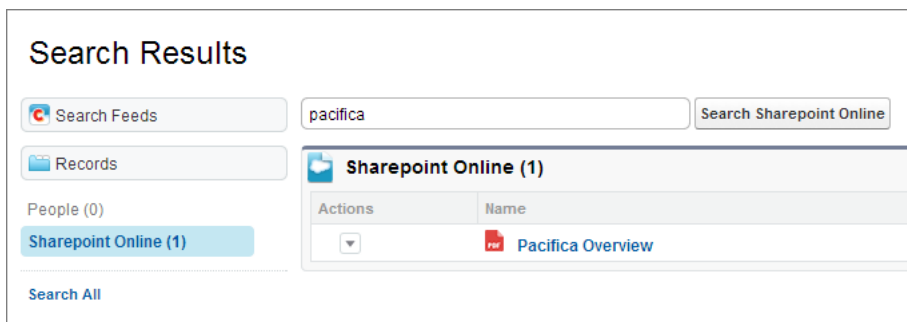 Search Results
Search Feeds
Records
People (0)
Sharepoint Online (1)
Search All
pacifica
Search Sharepoint Online
Sharepoint Online (1)
Actions Name
PDF Pacifica Overview